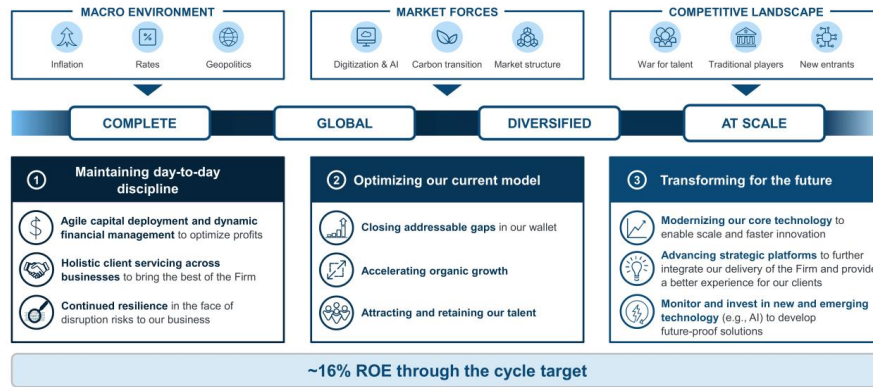 MACRO ENVIRONMENT
Inflation
Rates
Geopolitics
MARKET FORCES
Digitization & AI
Carbon transition
Market structure
COMPETITIVE LANDSCAPE
War for talent
Traditional players
New entrants
COMPLETE
GLOBAL
DIVERSIFIED
AT SCALE
1
Maintaining day-to-day
discipline
Agile capital deployment and dynamic
financial management to optimize profits
Holistic client servicing across
businesses to bring the best of the Firm
Continued resilience in the face of
disruption risks to our business
2
Optimizing our current model
Closing addressable gaps in our wallet
Accelerating organic growth
Attracting and retaining our talent
3
Transforming for the future
Modernizing our core technology to
enable scale and faster innovation
Advancing strategic platforms to further
integrate our delivery of the Firm and provide
a better experience for our clients
Monitor and invest in new and emerging
technology (e.g., AI) to develop
future-proof solutions
~16% ROE through the cycle target